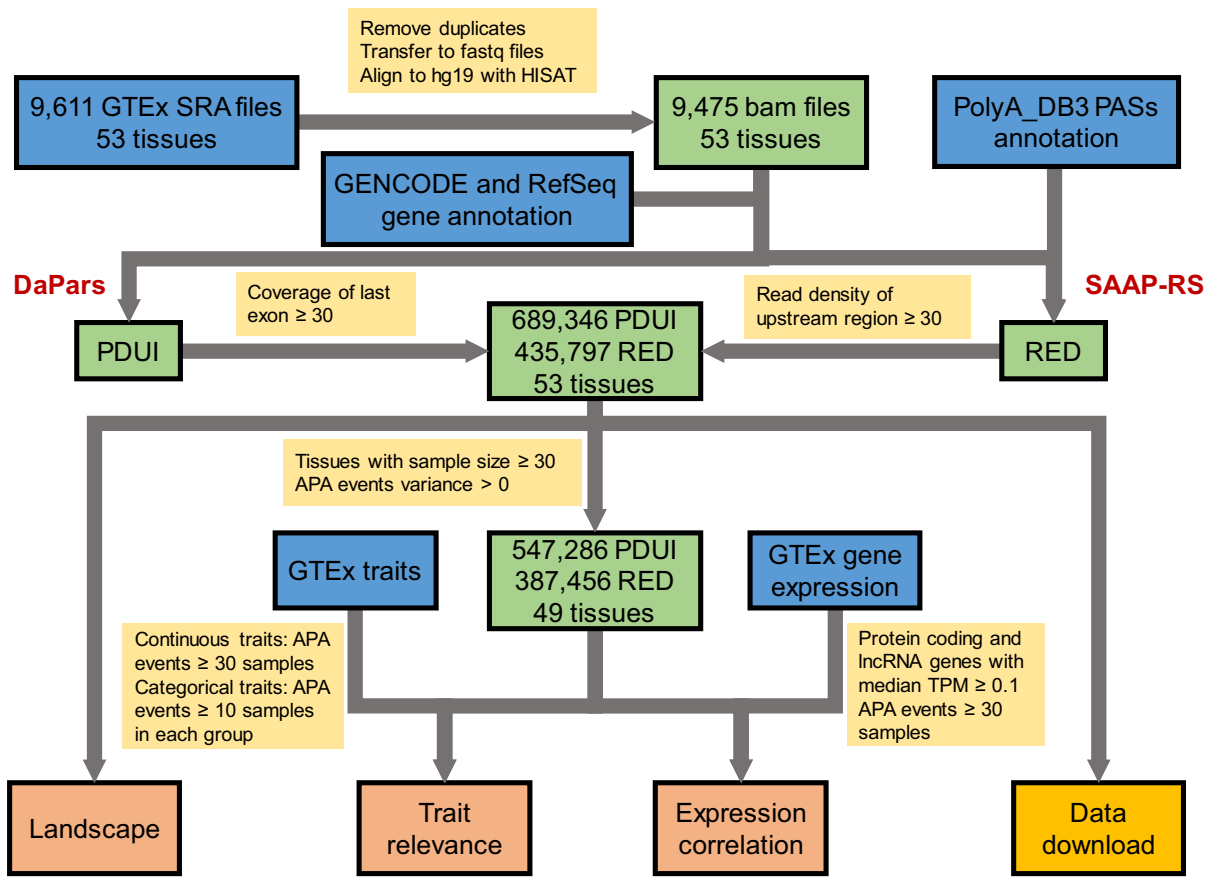 Remove duplicates
Transfer to fastq files
Align to hg19 with HISAT
9,611 GTEx SRA files
53 tissues
9,475 bam files
53 tissues
PolyA_DB3 PASs
annotation
GENCODE and RefSeq
gene annotation
DaPars
Coverage of last
exon ≥ 30
Read density of
upstream region ≥ 30
SAAP-RS
PDUI
689,346 PDUI
435,797 RED
53 tissues
RED
Tissues with sample size ≥ 30
APA events variance > 0
GTEx traits
547,286 PDUI
387,456 RED
49 tissues
GTEx gene
expression
Continuous traits: APA
events ≥ 30 samples
Categorical traits: APA
events ≥ 10 samples
in each group
Protein coding and
lncRNA genes with
median TPM ≥ 0.1
APA events ≥ 30
samples
Landscape
Trait
relevance
Expression
correlation
Data
download